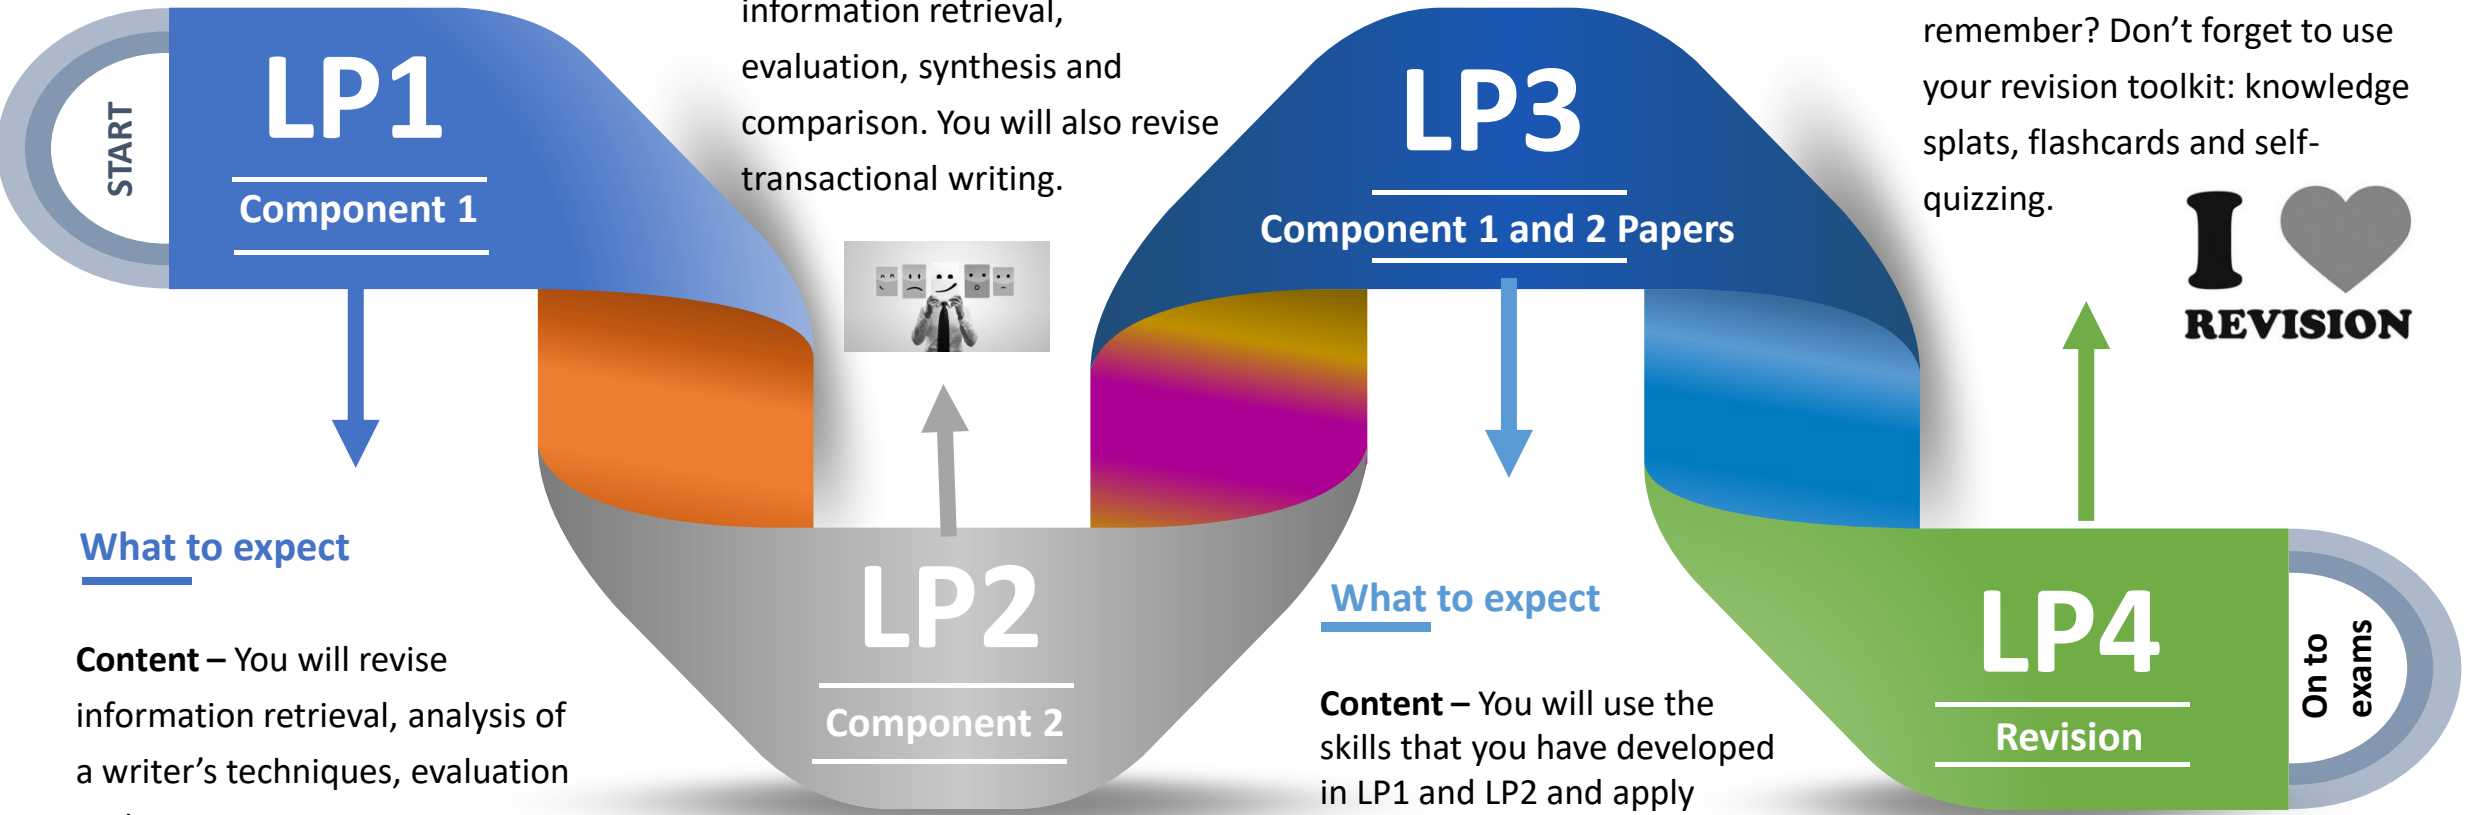 START
LP1
Component 1
What to expect
Content – You will revise
information retrieval, analysis of
a writer's techniques, evaluation
information retrieval,
evaluation, synthesis and
comparison. You will also revise
transactional writing.
LP2
Component 2
LP3
Component 1 and 2 Papers
What to expect
Content – You will use the
skills that you have developed
in LP1 and LP2 and apply
remember? Don’t forget to use
your revision toolkit: knowledge
splats, flashcards and self-
quizzing.
I
REVISION
LP4
Revision
On to
exams